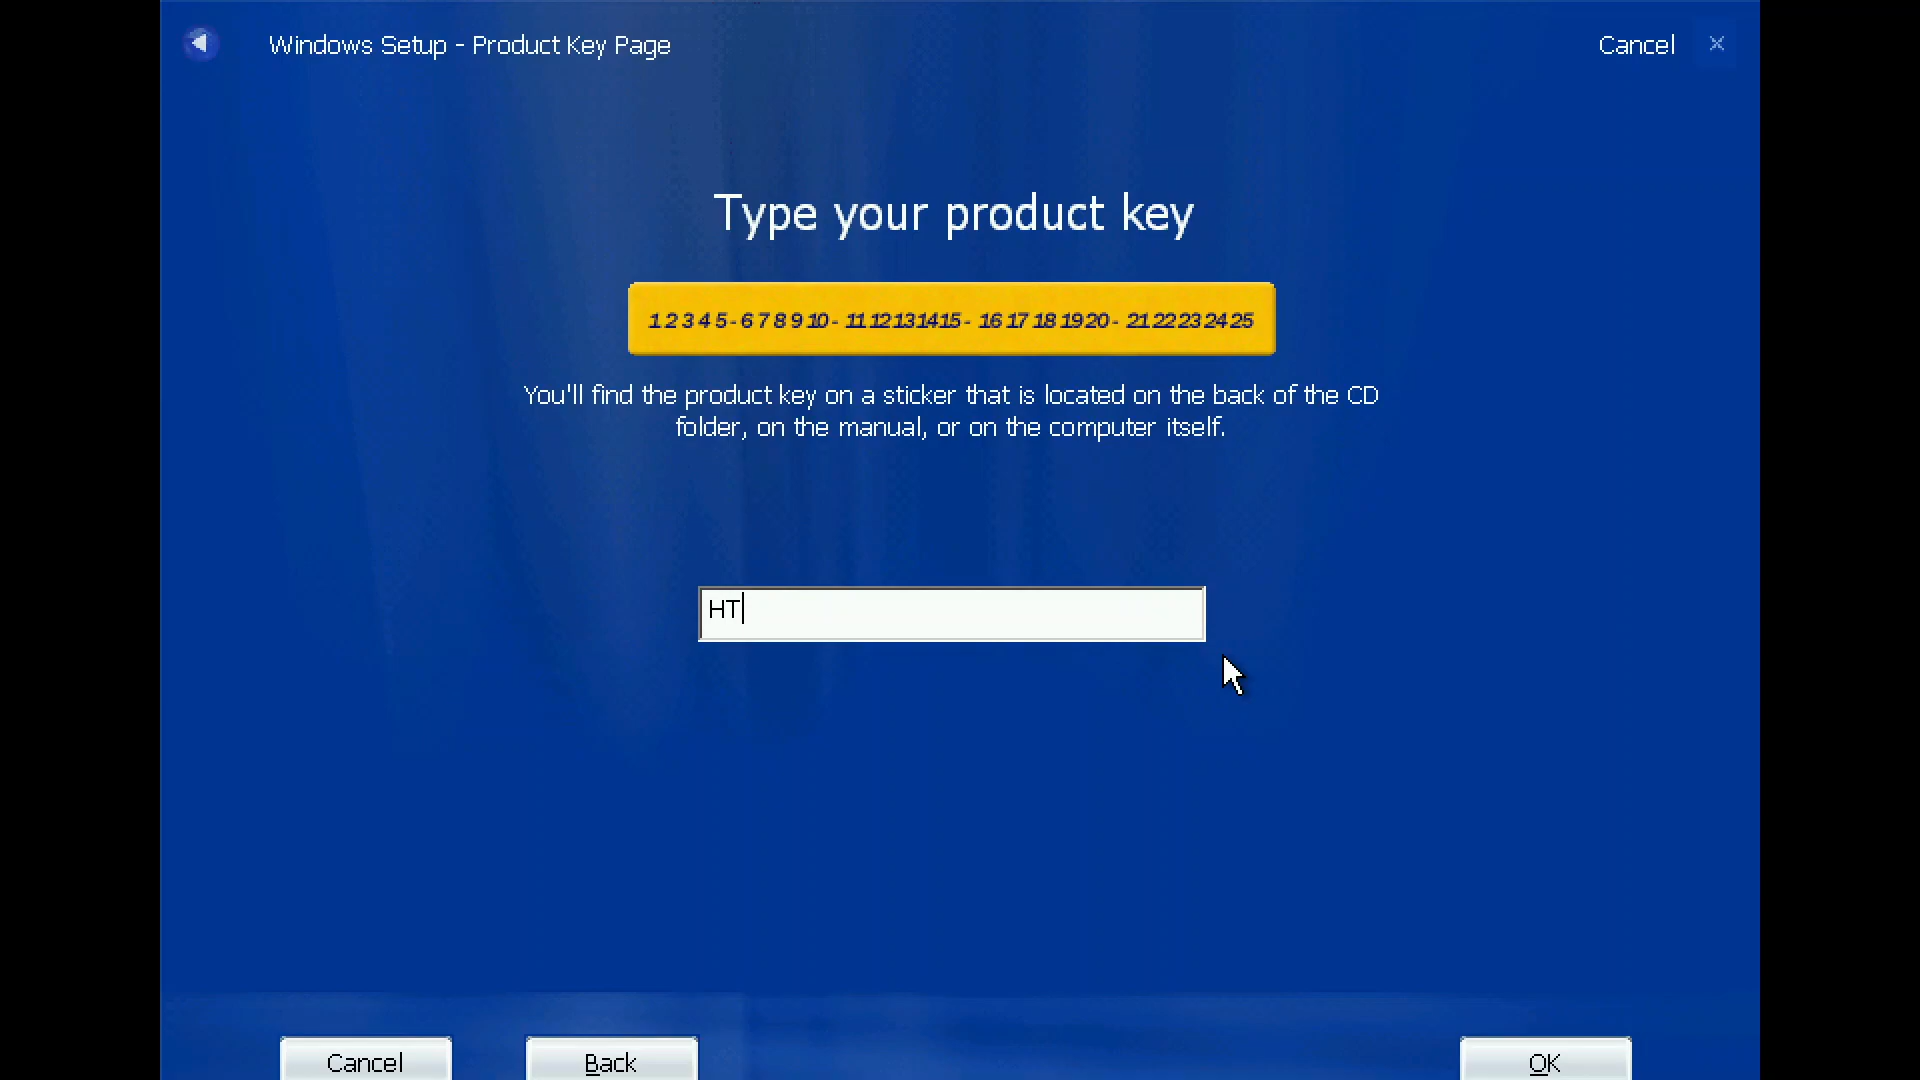 Windows Setup - Product Key Page
Cancel
Type your product key
1 2 3 4 5 - 6 7 8 9 10 - 11 12 13 14 15 - 16 17 18 19 20 - 21 22 23 24 25
You'll find the product key on a sticker that is located on the back of the CD
folder, on the manual, or on the computer itself.
HT
Cancel
Back
OK